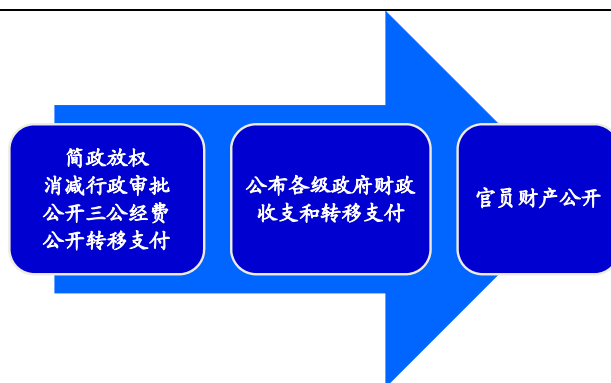 简政放权
消减行政审批
公开三公经费
公开转移支付
公布各级政府财政
收支和转移支付
官员财产公开